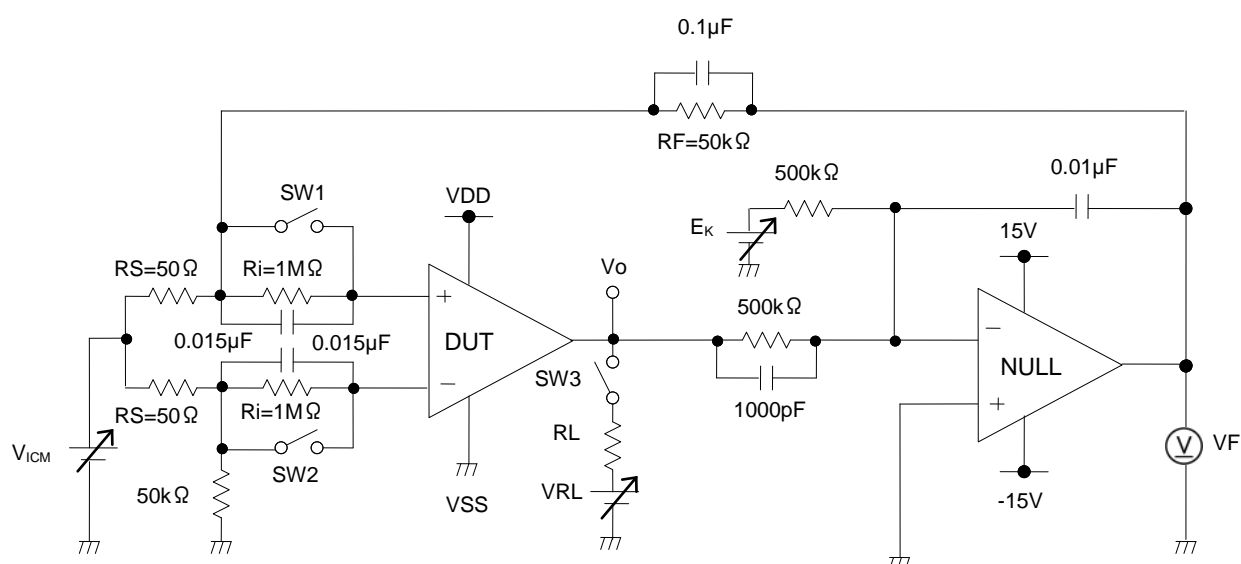 0.1μF
RF=50kΩ
500kΩ
0.01μF
SW1
VDD
EK
15V
RS=50Ω
Ri=1MΩ
Vo
500kΩ
+
−
0.015μF
0.015μF
DUT
NULL
−
SW3
+
RS=50Ω
Ri=1MΩ
1000pF
VICM
SW2
RL
V
VF
50kΩ
VSS
VRL
-15V